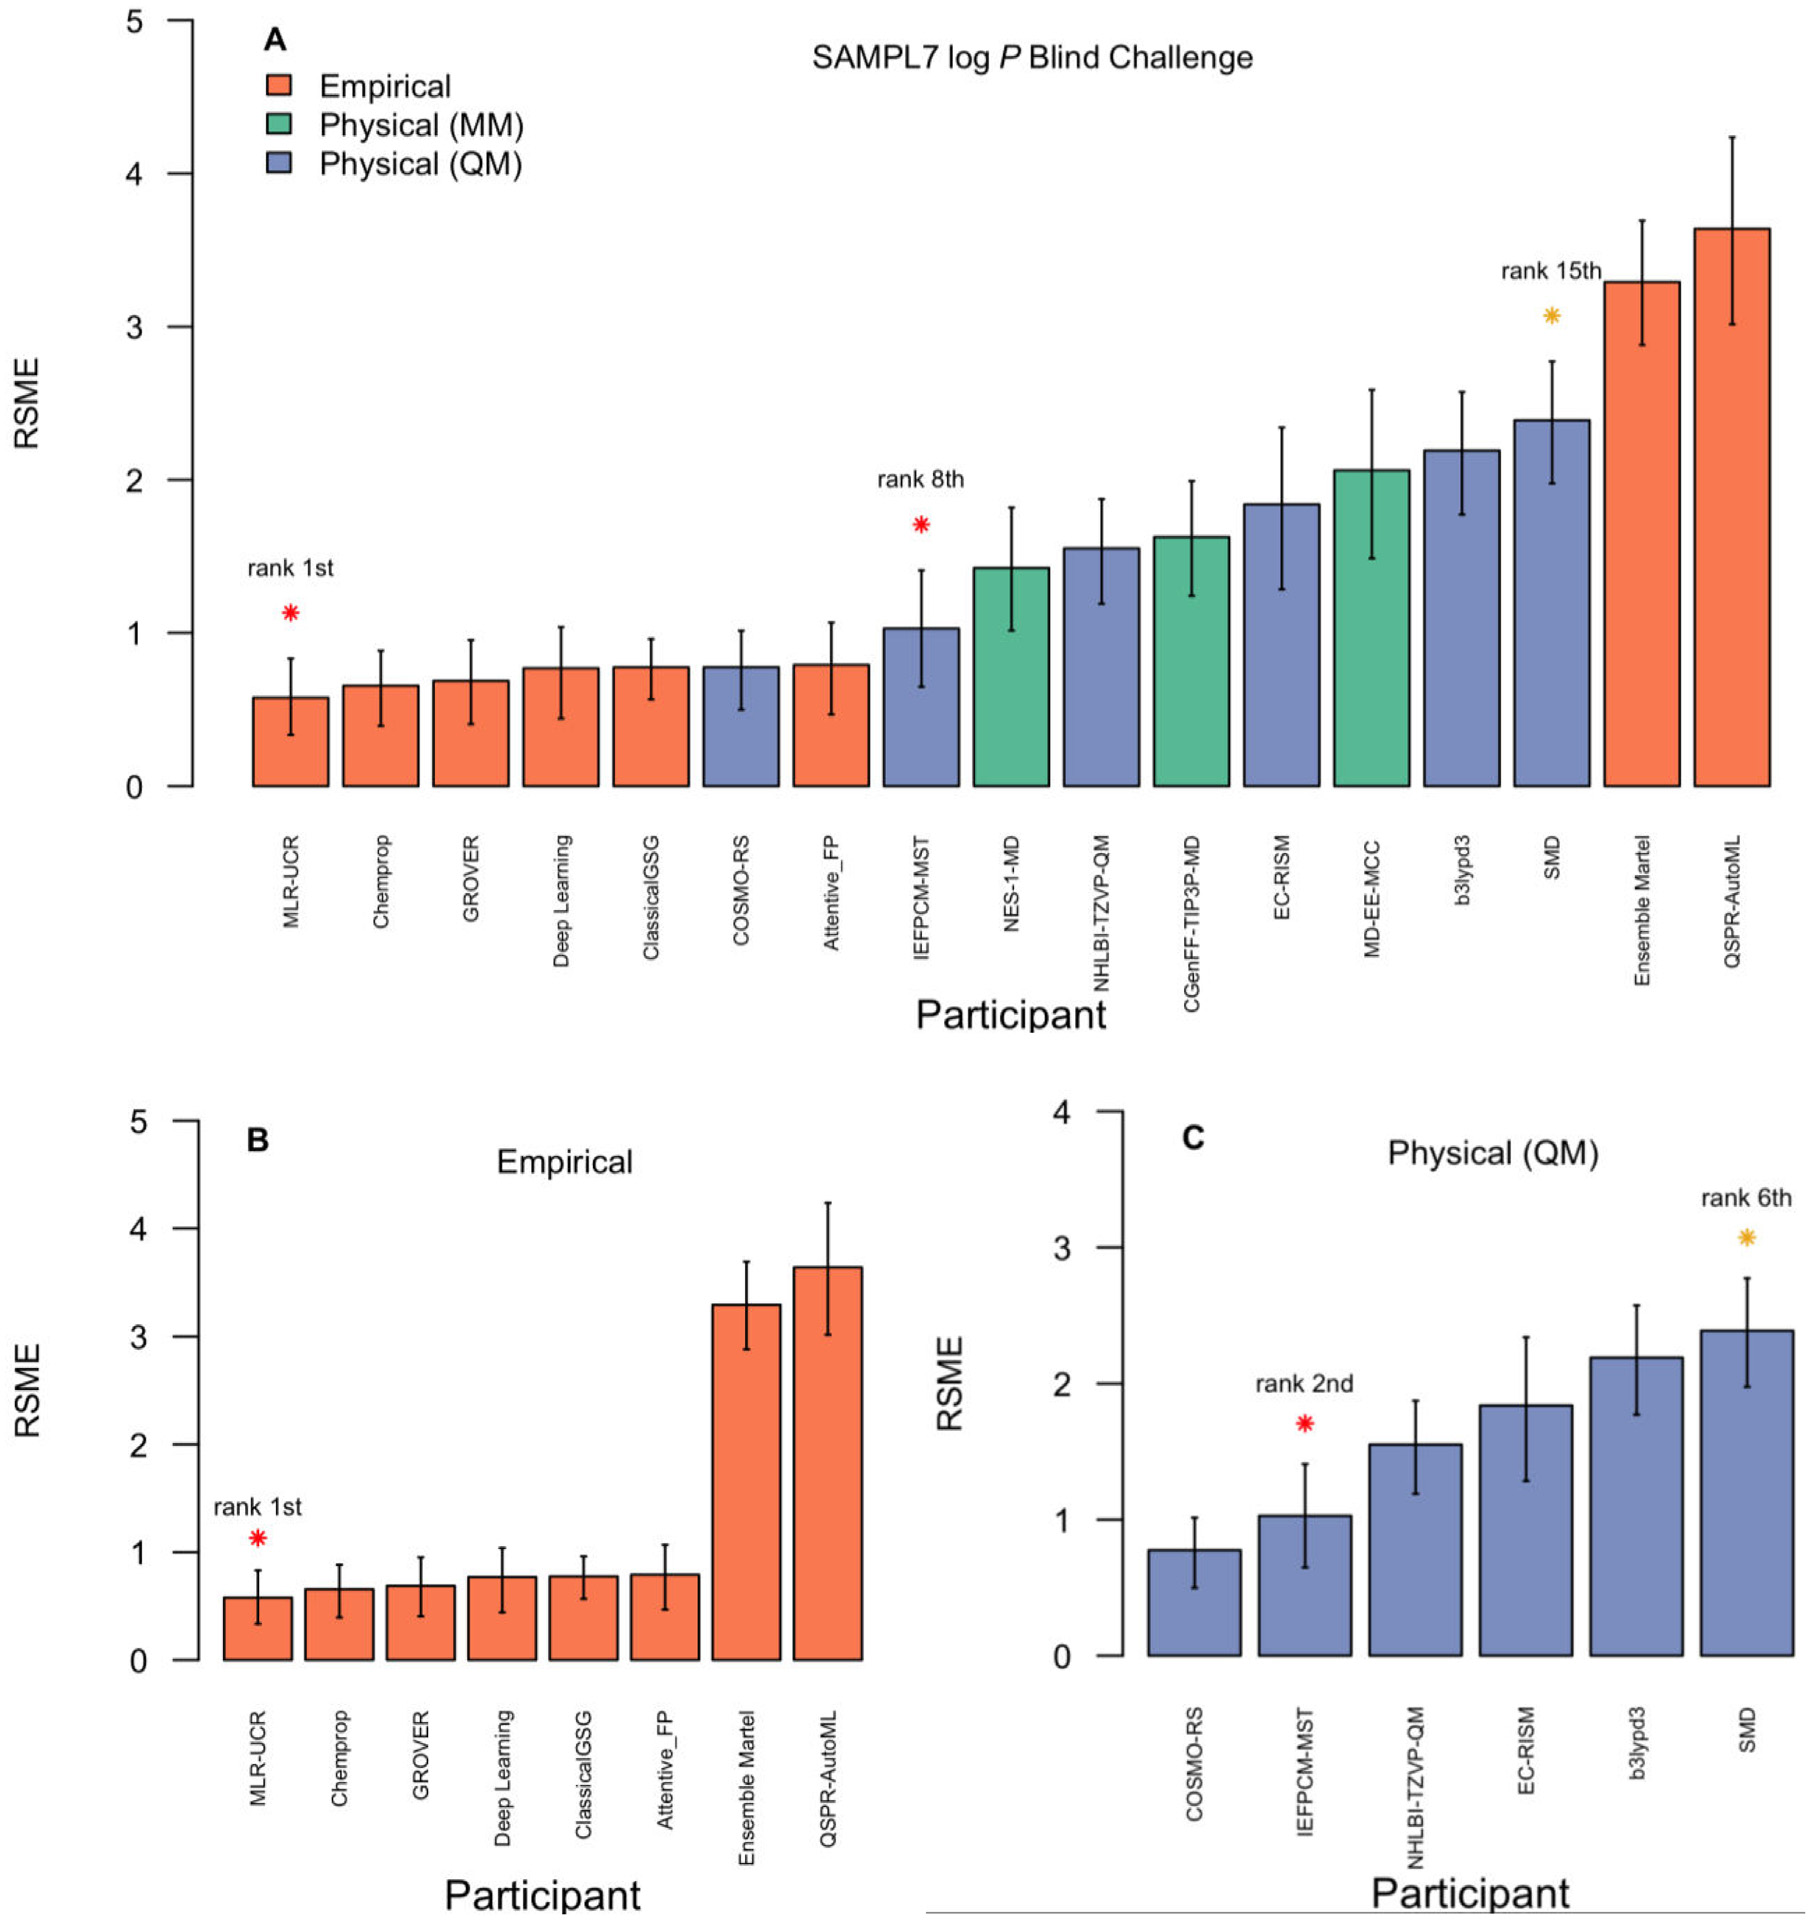 A
SAMPL7 log P Blind Challenge
Empirical
Physical (MM)
Physical (QM)
5
4
3
2
1
0
RSME
rank 1st
rank 8th
rank 15th
MLR-UCR
Chemprop
GROVER
Deep Learning
ClassicalGSG
COSMO-RS
Attentive_FP
IEFPCM-MST
NES-1-MD
NHLBI-TZVP-QM
CGenFF-TIP3P-MD
EC-RISM
MD-EE-MCC
b3lypd3
SMD
Ensemble Martel
QSPR-AutoML
Participant
B
Empirical
5
4
3
2
1
0
RSME
rank 1st
MLR-UCR
Chemprop
GROVER
Deep Learning
ClassicalGSG
Attentive_FP
Ensemble Martel
QSPR-AutoML
Participant
C
Physical (QM)
4
3
2
1
0
RSME
rank 2nd
rank 6th
COSMO-RS
IEFPCM-MST
NHLBI-TZVP-QM
EC-RISM
b3lypd3
SMD
Participant